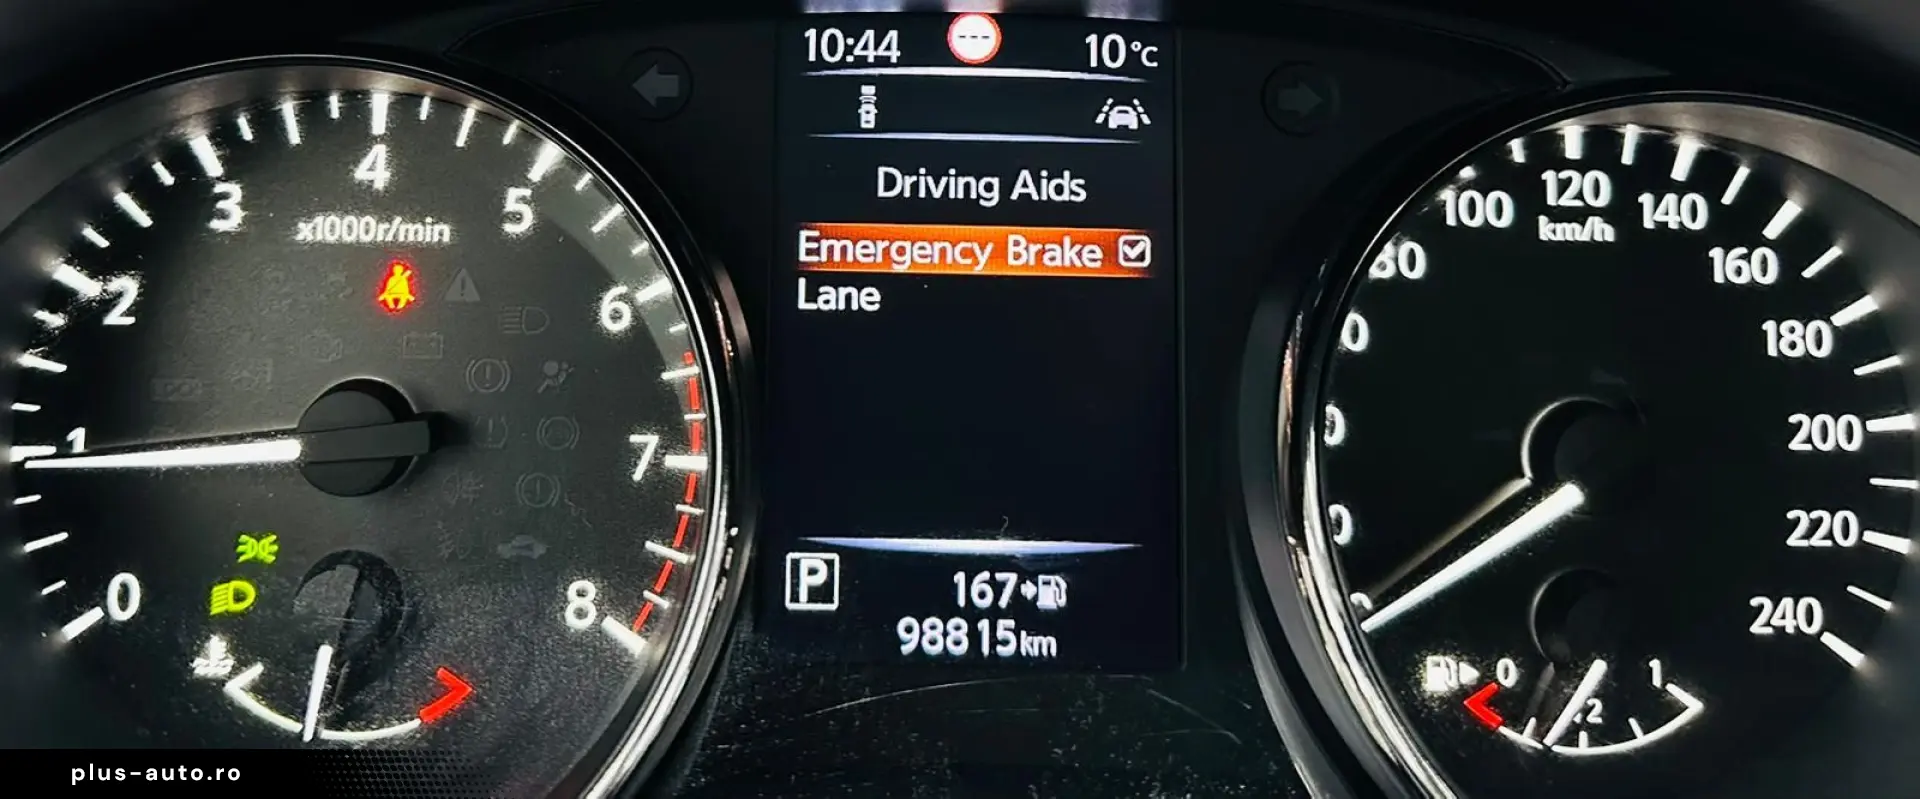 10:44
---
10°C
Driving Aids
Emergency Brake
Lane
P
167
98815km
0
1
2
3
4
5
6
7
8
x1000r/min
80
100
120
140
160
180
200
220
240
km/h
0
1
plus-auto.ro